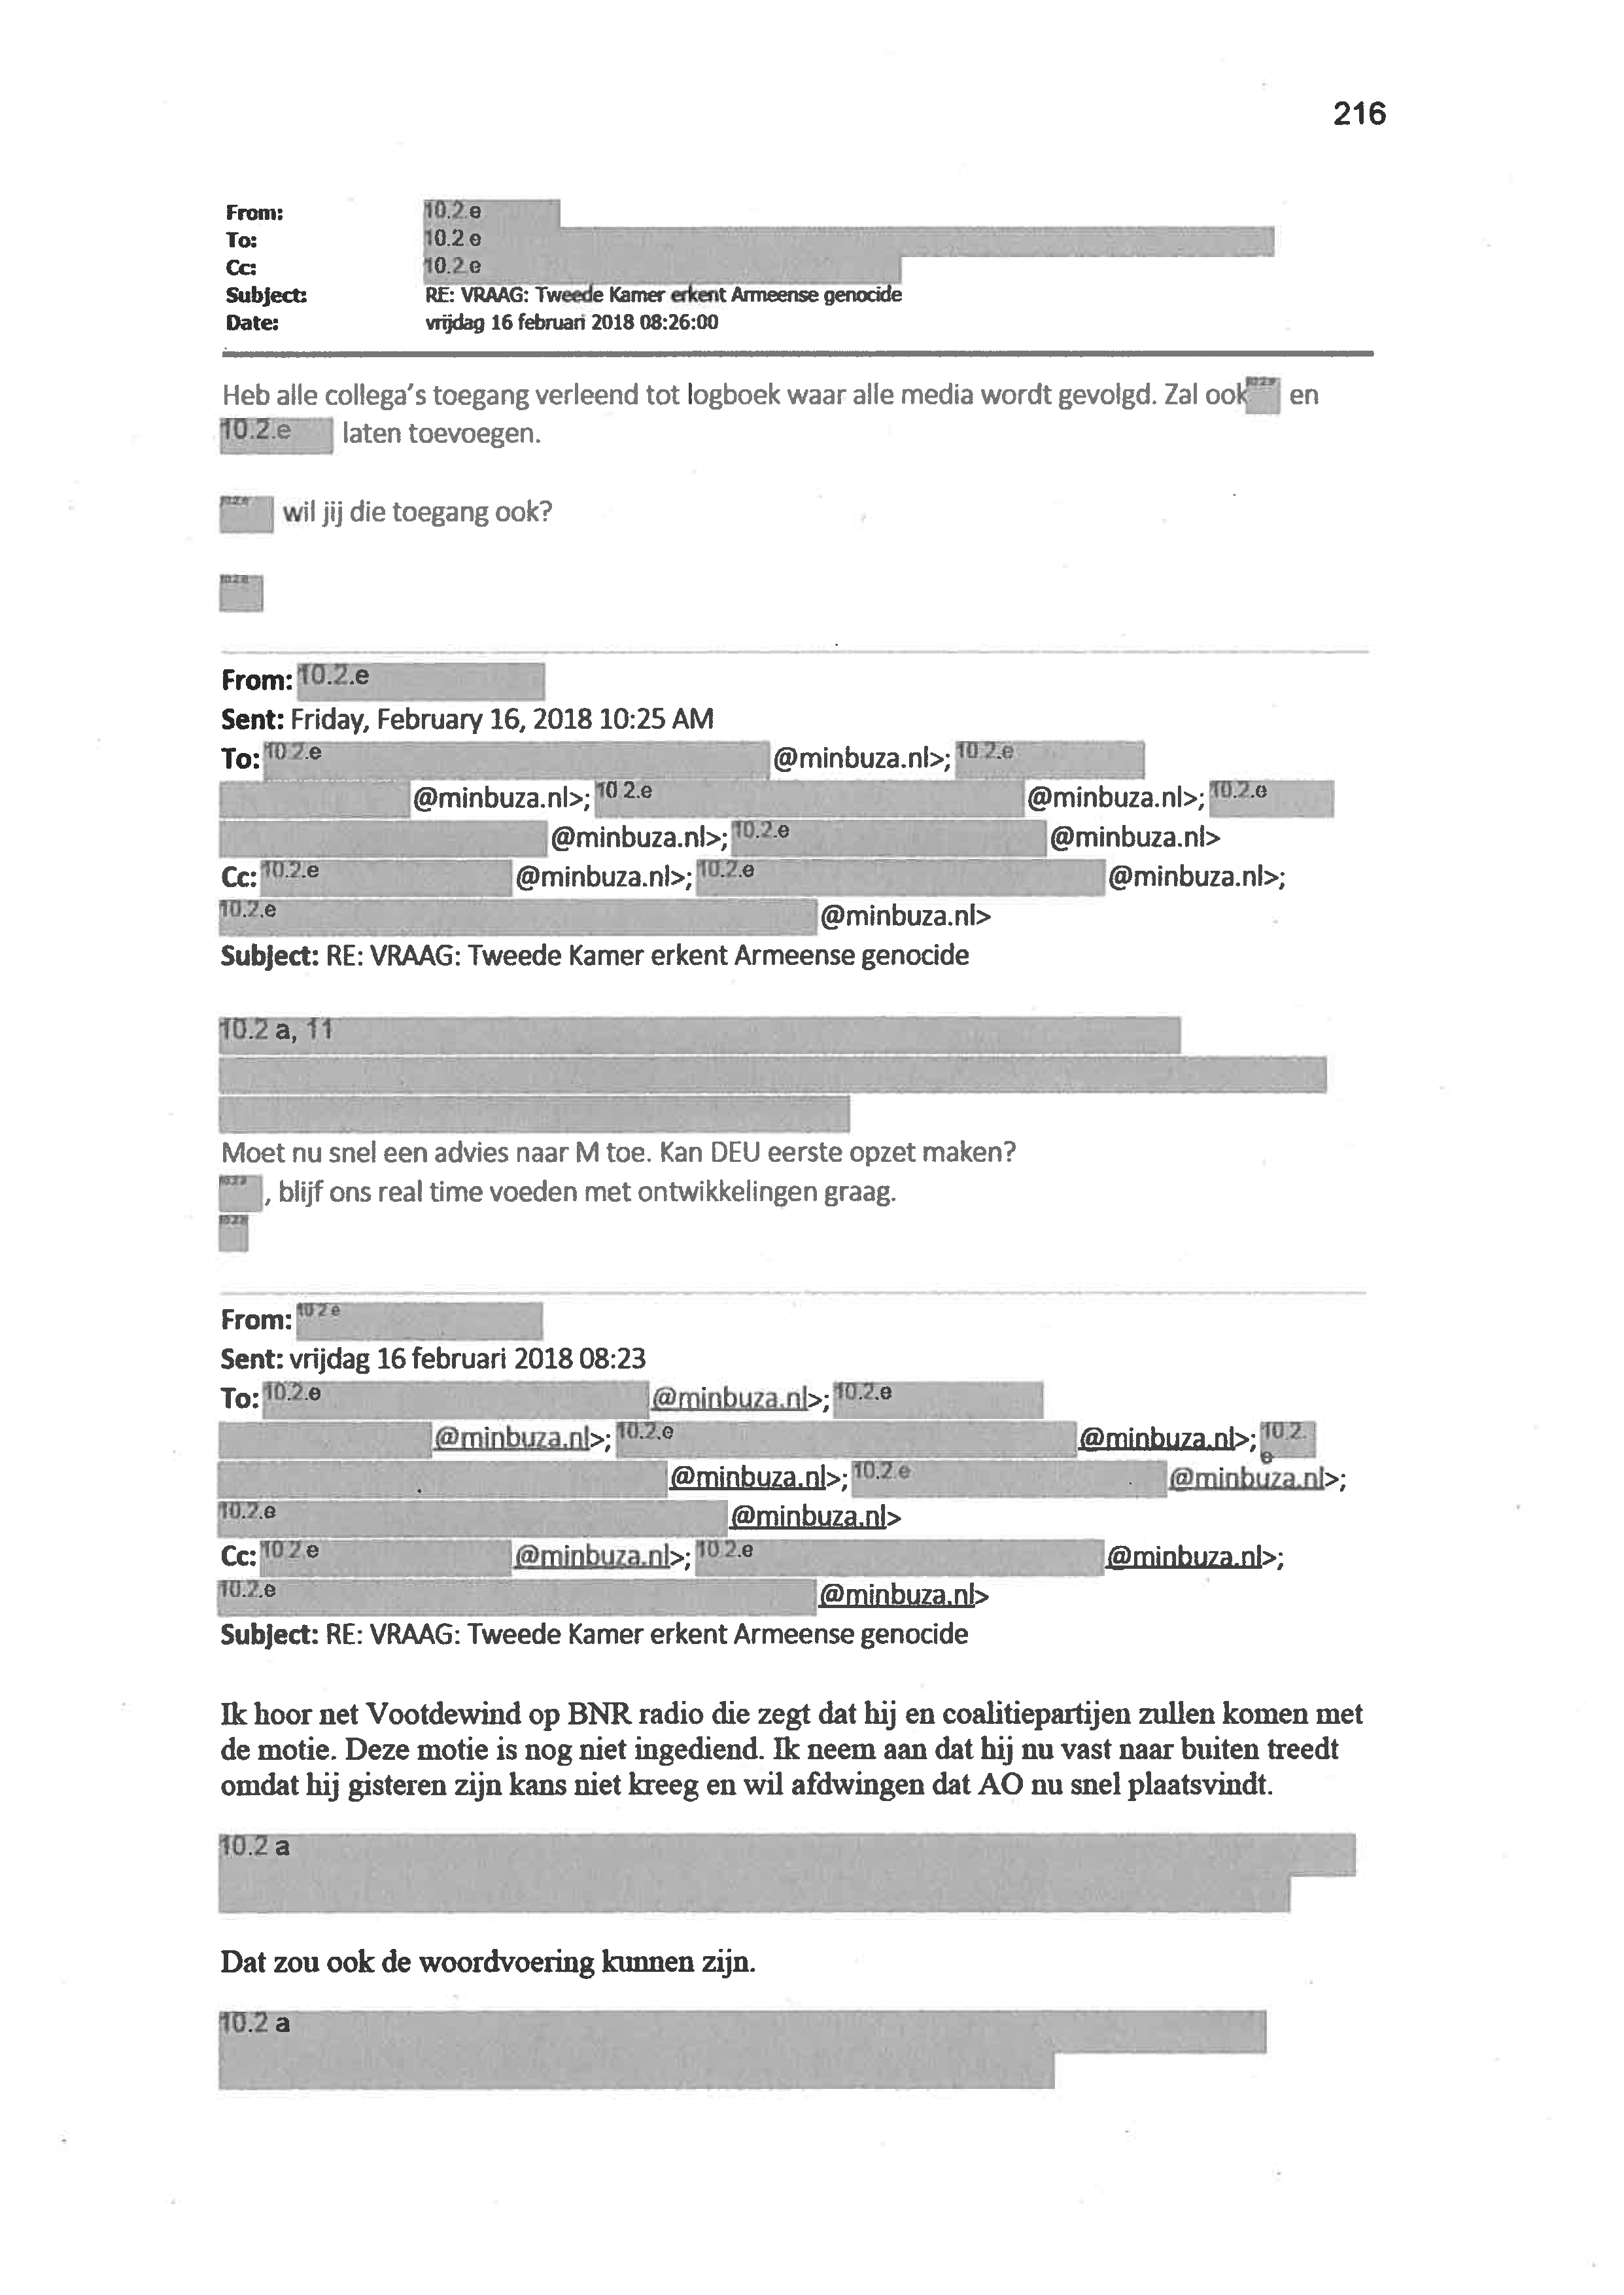 216
From: 10.2.e
To: 10.2.e
Cc: 10.2.e
Subject: RE: VRAAG: Tweede Kamer erkent Armeense genocide
Date: vrijdag 16 februari 2018 08:26:00
Heb alle collega's toegang verleend tot logboek waar alle media wordt gevolgd. Zal ook en
10.2.e laten toevoegen.
wil jij die toegang ook?
From: 10.2.e
Sent: Friday, February 16, 2018 10:25 AM
To: 10.2.e @minbuza.nl>; 10.2.e
@minbuza.nl>; 10.2.e @minbuza.nl>; 10.2.e
@minbuza.nl>; 10.2.e @minbuza.nl>
Cc: 10.2.e @minbuza.nl>; 10.2.e @minbuza.nl>;
10.2.e @minbuza.nl>
Subject: RE: VRAAG: Tweede Kamer erkent Armeense genocide
10.2 a, 11
Moet nu snel een advies naar M toe. Kan DEU eerste opzet maken?
, blijf ons real time voeden met ontwikkelingen graag.
From: 10.2.e
Sent: vrijdag 16 februari 2018 08:23
To: 10.2.e @minbuza.nl>; 10.2.e
@minbuza.nl>; 10.2.e @minbuza.nl>; 10.2.e
@minbuza.nl>; 10.2.e @minbuza.nl>;
10.2.e @minbuza.nl>
Cc: 10.2.e @minbuza.nl>; 10.2.e @minbuza.nl>;
10.2.e @minbuza.nl>
Subject: RE: VRAAG: Tweede Kamer erkent Armeense genocide
Ik hoor net Vootdewind op BNR radio die zegt dat hij en coalitiepartijen zullen komen met
de motie. Deze motie is nog niet ingediend. Ik neem aan dat hij nu vast naar buiten treedt
omdat hij gisteren zijn kans niet kreeg en wil afdwingen dat AO nu snel plaatsvindt.
10.2 a
Dat zou ook de woordvoering kunnen zijn.
10.2 a